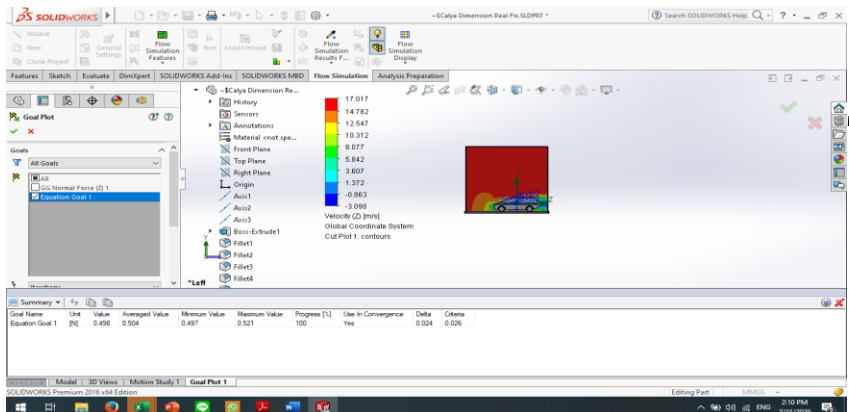 SOLIDWORKS
~$Calya Dimension Real Fix.SLDPRT *
Search SOLIDWORKS Help
Wizard
New
Clone Project
General Settings
Flow Simulation Features
Run
Load/Unload
Flow Simulation Results F...
Flow Simulation Display
Features Sketch Evaluate DimXpert SOLIDWORKS Add-Ins SOLIDWORKS MBD Flow Simulation Analysis Preparation
Goal Plot
Goals
All Goals
All
GG Normal Force (Z) 1
Equation Goal 1
~$Calya Dimension Re...
History
Sensors
Annotations
Material <not spe...
Front Plane
Top Plane
Right Plane
Origin
Axis1
Axis2
Axis3
Boss-Extrude1
Fillet1
Fillet2
Fillet3
Fillet4
17.017
14.782
12.547
10.312
8.077
5.842
3.607
1.372
-0.863
-3.098
Velocity (Z) [m/s]
Global Coordinate System
Cut Plot 1: contours
*Left
Summary
Goal Name Unit Value Averaged Value Minimum Value Maximum Value Progress [%] Use In Convergence Delta Criteria
Equation Goal 1 [N] 0.498 0.504 0.497 0.521 100 Yes 0.024 0.026
Model 3D Views Motion Study 1 Goal Plot 1
SOLIDWORKS Premium 2016 x64 Edition
Editing Part MMGS
ENG 2:10 PM